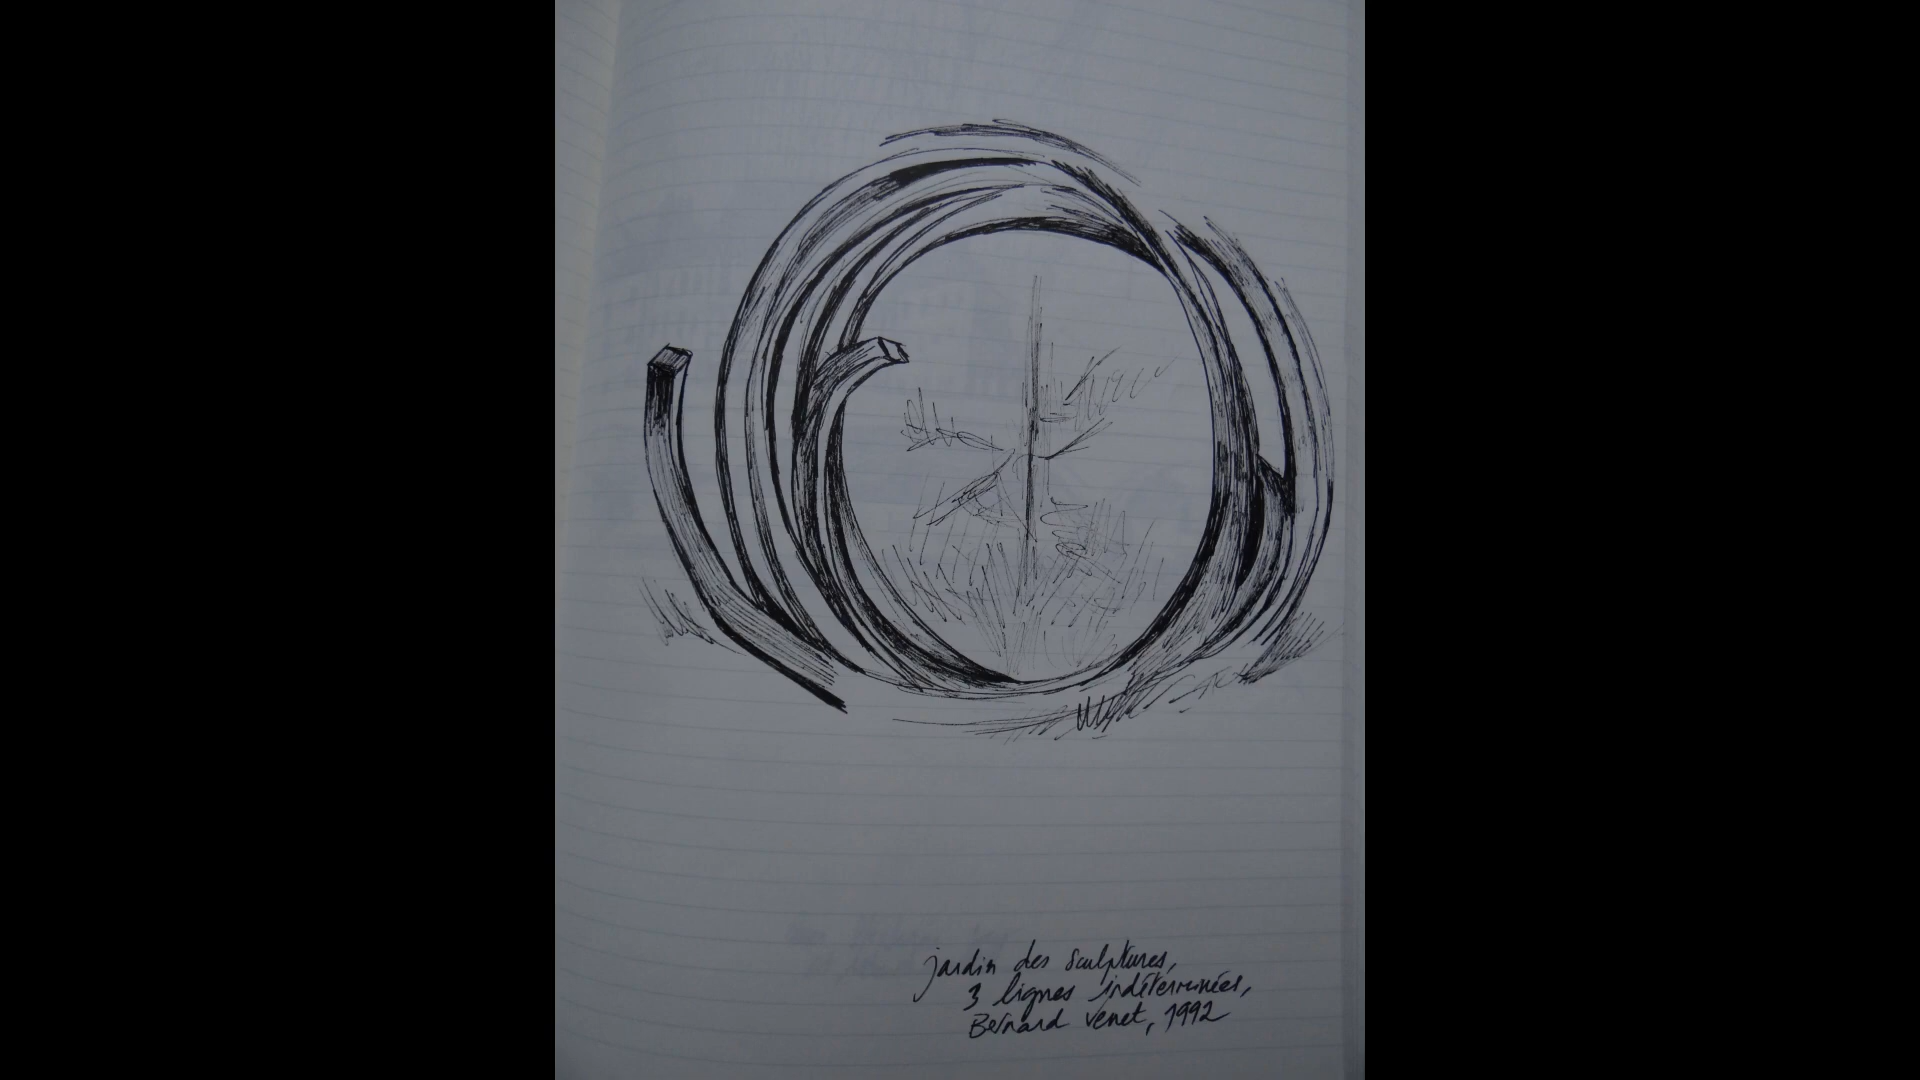 jardin des sculptures,
3 lignes indéterminées,
Bernard Venet, 1992